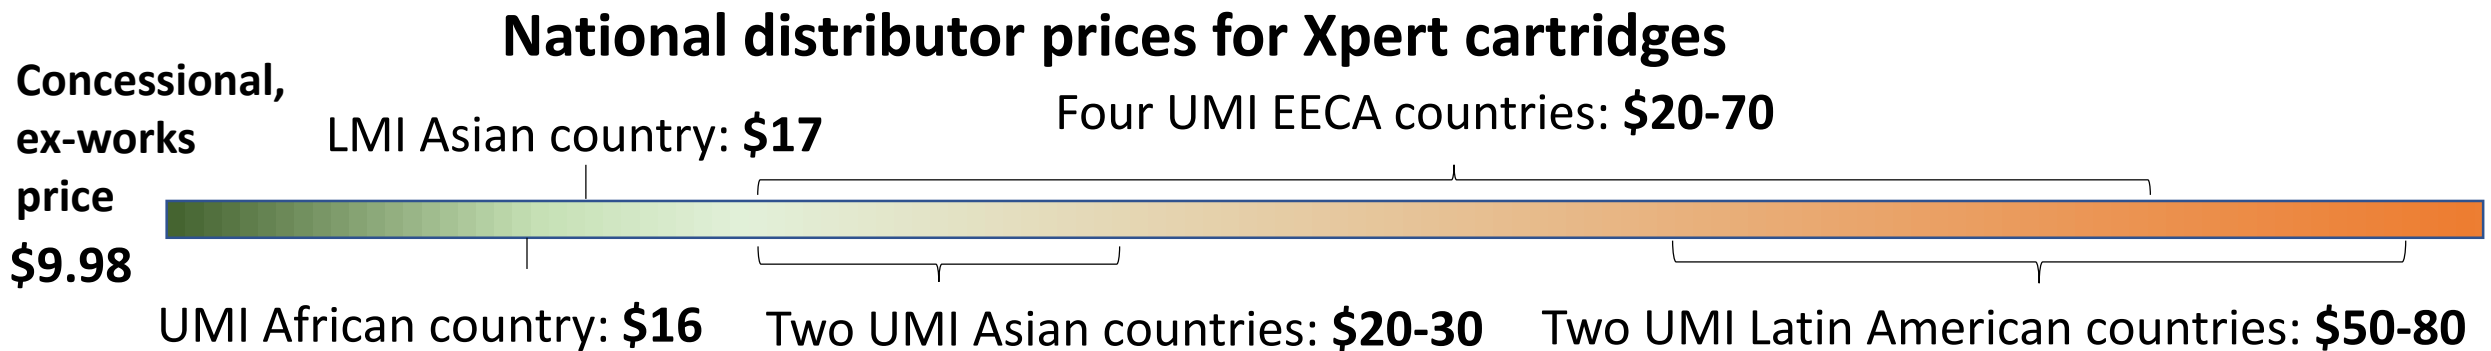 National distributor prices for Xpert cartridges
Concessional,
ex-works
price
$9.98
LMI Asian country: $17
Four UMI EECA countries: $20-70
UMI African country: $16
Two UMI Asian countries: $20-30
Two UMI Latin American countries: $50-80